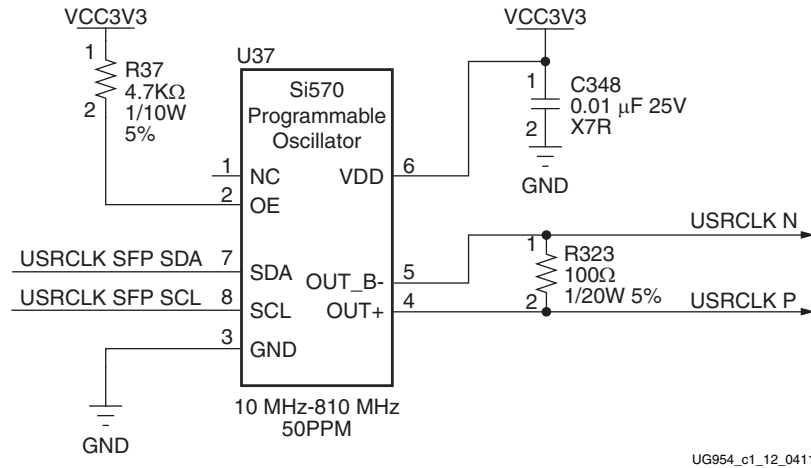 VCC3V3
VCC3V3
U37
1
R37
4.7KΩ
1/10W
5%
2
Si570
Programmable
Oscillator
1
C348
0.01 μF 25V
X7R
2
GND
1
NC
VDD
6
2
OE
USRCLK N
USRCLK SFP SDA
7
SDA
OUT_B-
5
1
R323
100Ω
1/20W 5%
2
USRCLK SFP SCL
8
SCL
OUT+
4
USRCLK P
3
GND
GND
10 MHz-810 MHz
50PPM